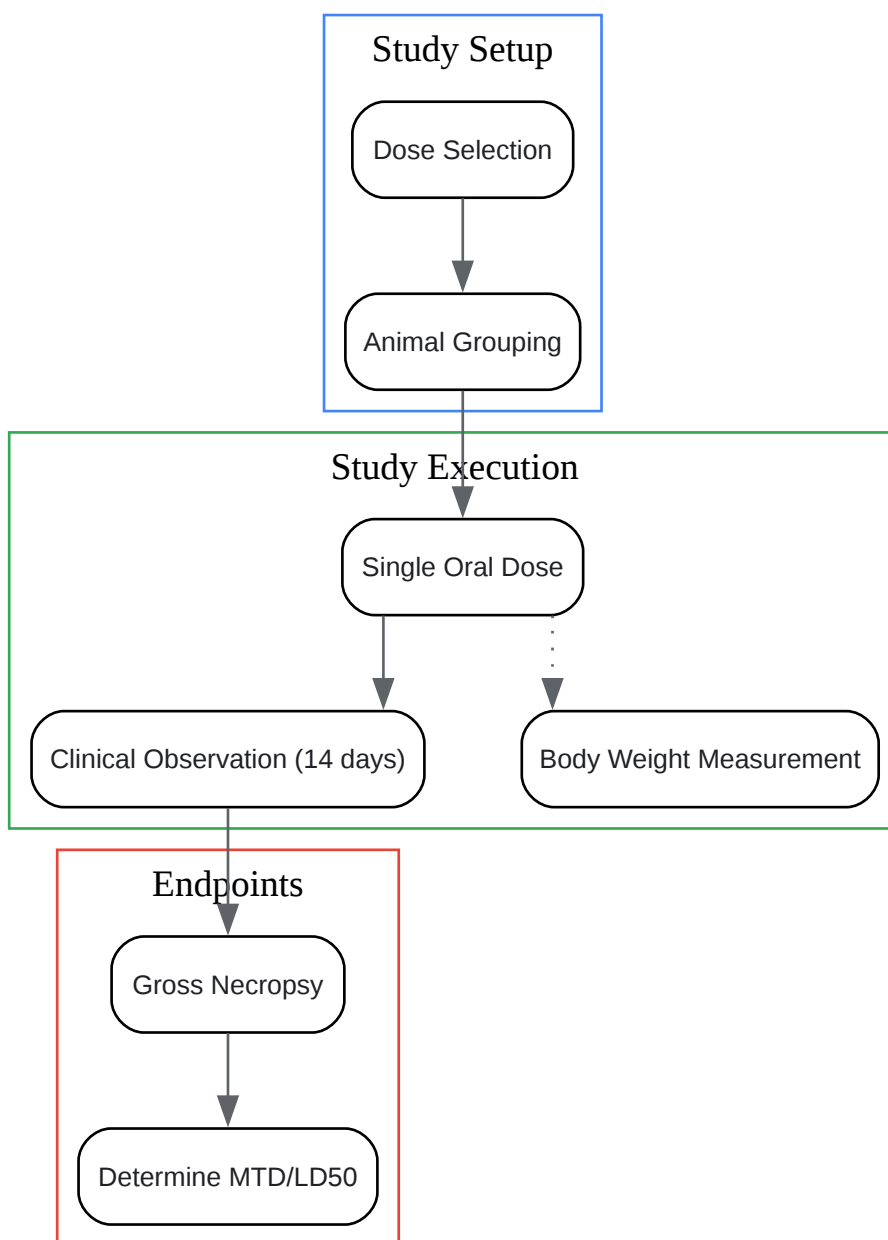 Study Setup
Dose Selection
Animal Grouping
Study Execution
Single Oral Dose
Clinical Observation (14 days)
Body Weight Measurement
Endpoints
Gross Necropsy
Determine MTD/LD50